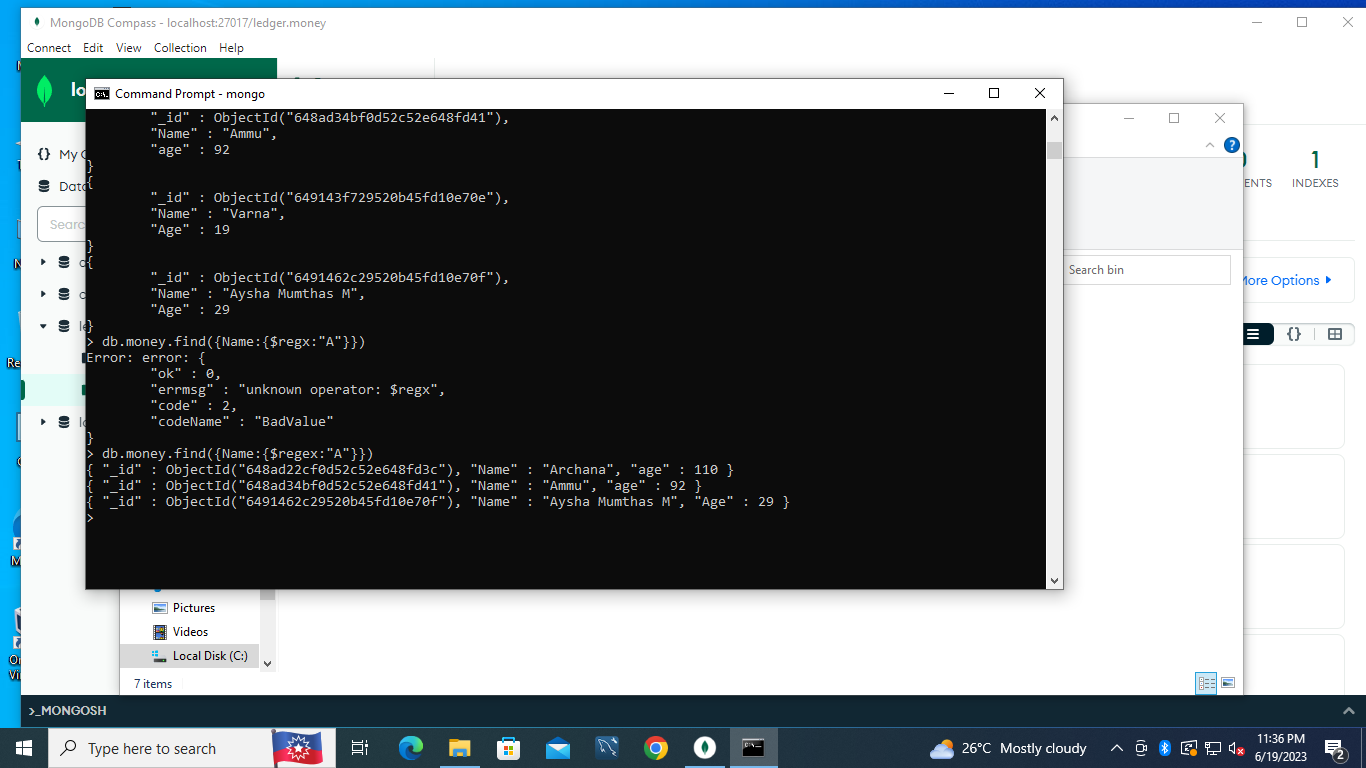 MongoDB Compass - localhost:27017/ledger.money
Connect Edit View Collection Help
Command Prompt - mongo
"_id" : ObjectId("648ad34bf0d52c52e648fd41"),
"Name" : "Ammu",
"age" : 92
}
{
"_id" : ObjectId("649143f729520b45fd10e70e"),
"Name" : "Varna",
"Age" : 19
}
{
"_id" : ObjectId("6491462c29520b45fd10e70f"),
"Name" : "Aysha Mumthas M",
"Age" : 29
}
> db.money.find({Name:{$regx:"A"}})
Error: error: {
"ok" : 0,
"errmsg" : "unknown operator: $regx",
"code" : 2,
"codeName" : "BadValue"
}
> db.money.find({Name:{$regex:"A"}})
{ "_id" : ObjectId("648ad22cf0d52c52e648fd3c"), "Name" : "Archana", "age" : 110 }
{ "_id" : ObjectId("648ad34bf0d52c52e648fd41"), "Name" : "Ammu", "age" : 92 }
{ "_id" : ObjectId("6491462c29520b45fd10e70f"), "Name" : "Aysha Mumthas M", "Age" : 29 }
>
{} My
Searc
1
ENTS INDEXES
Search bin
More Options
{}
Pictures
Videos
Local Disk (C:)
7 items
>_MONGOSH
Type here to search
26°C Mostly cloudy
11:36 PM
6/19/2023
2